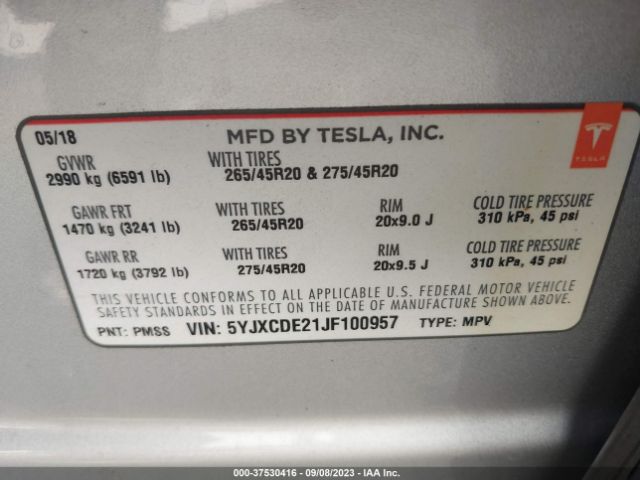 05/18 MFD BY TESLA, INC. TESLA
GVWR WITH TIRES
2990 kg (6591 lb) 265/45R20 & 275/45R20
GAWR FRT WITH TIRES RIM COLD TIRE PRESSURE
1470 kg (3241 lb) 265/45R20 20x9.0 J 310 kPa, 45 psi
GAWR RR WITH TIRES RIM COLD TIRE PRESSURE
1720 kg (3792 lb) 275/45R20 20x9.5 J 310 kPa, 45 psi
THIS VEHICLE CONFORMS TO ALL APPLICABLE U.S. FEDERAL MOTOR VEHICLE
SAFETY STANDARDS IN EFFECT ON THE DATE OF MANUFACTURE SHOWN ABOVE.
PNT: PMSS VIN: 5YJXCDE21JF100957 TYPE: MPV
000-37530416 - 09/08/2023 - IAA Inc.